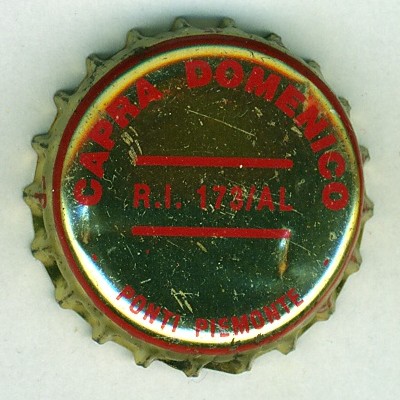 CAPRA DOMENICO
R.I. 173/AL
- PONTI PIEMONTE -